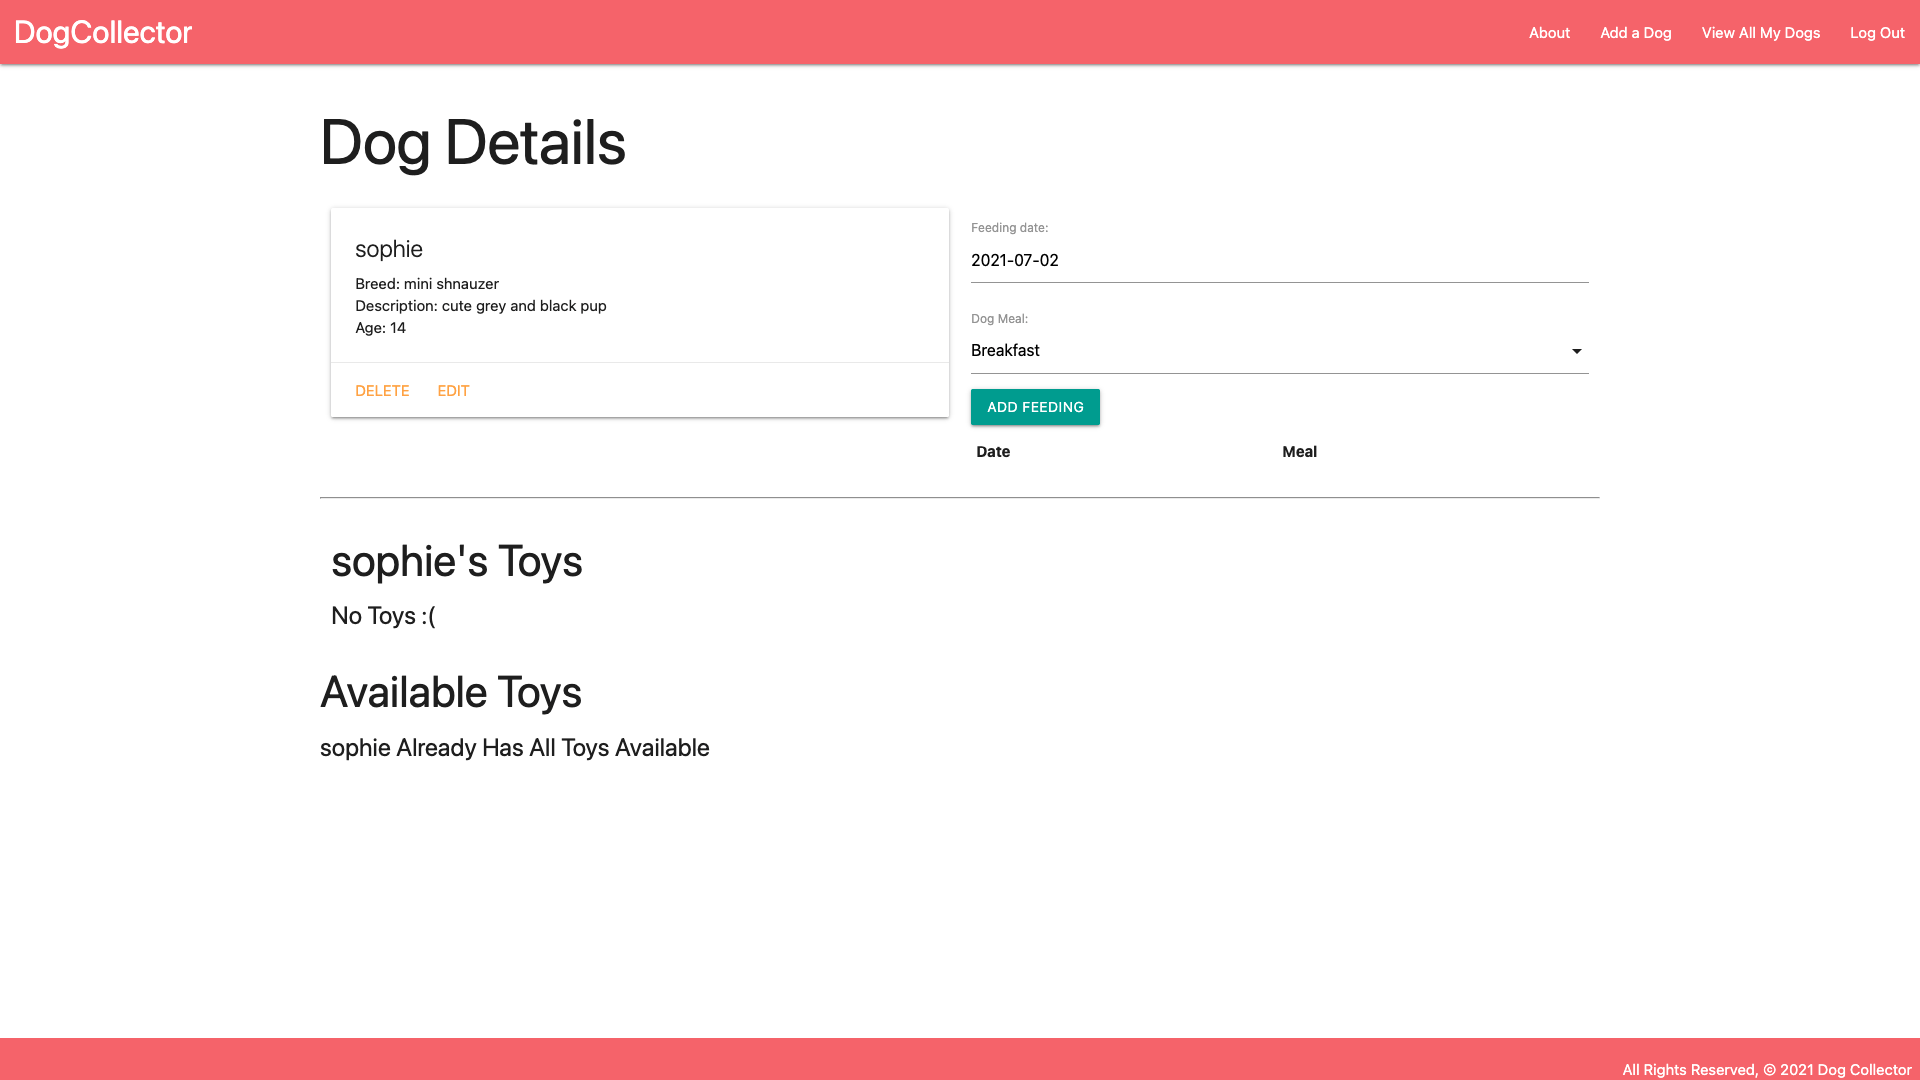 DogCollector
About
Add a Dog
View All My Dogs
Log Out
Dog Details
sophie
Breed: mini shnauzer
Description: cute grey and black pup
Age: 14
DELETE
EDIT
Feeding date:
2021-07-02
Dog Meal:
Breakfast
ADD FEEDING
Date
Meal
sophie's Toys
No Toys :(
Available Toys
sophie Already Has All Toys Available
All Rights Reserved, © 2021 Dog Collector